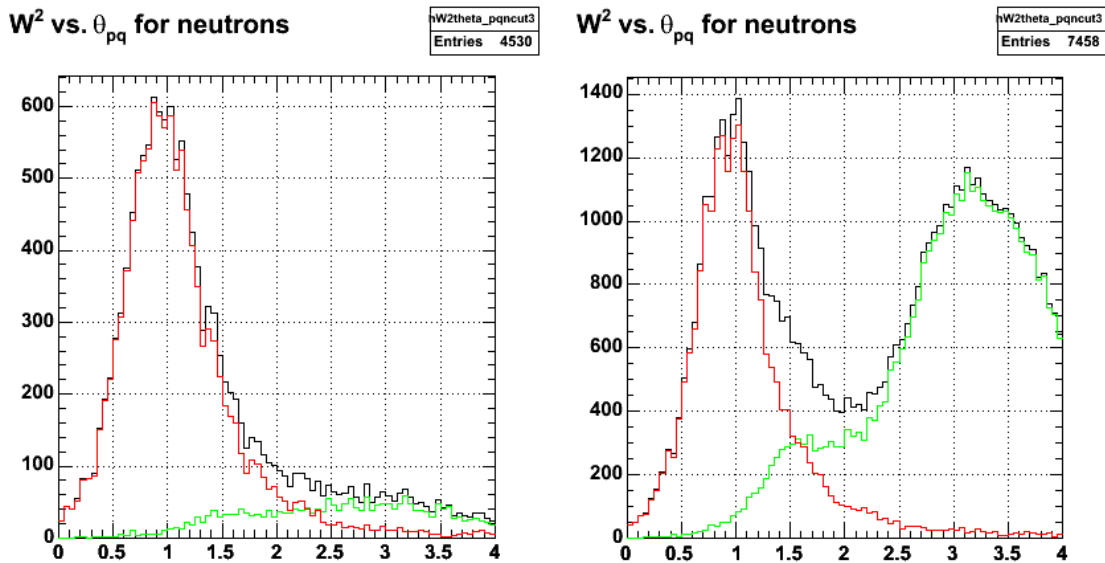 W² vs. θpq for neutrons
hW2theta_pqncut3
Entries 4530
600
500
400
300
200
100
0
0 0.5 1 1.5 2 2.5 3 3.5 4
W² vs. θpq for neutrons
hW2theta_pqncut3
Entries 7458
1400
1200
1000
800
600
400
200
0
0 0.5 1 1.5 2 2.5 3 3.5 4